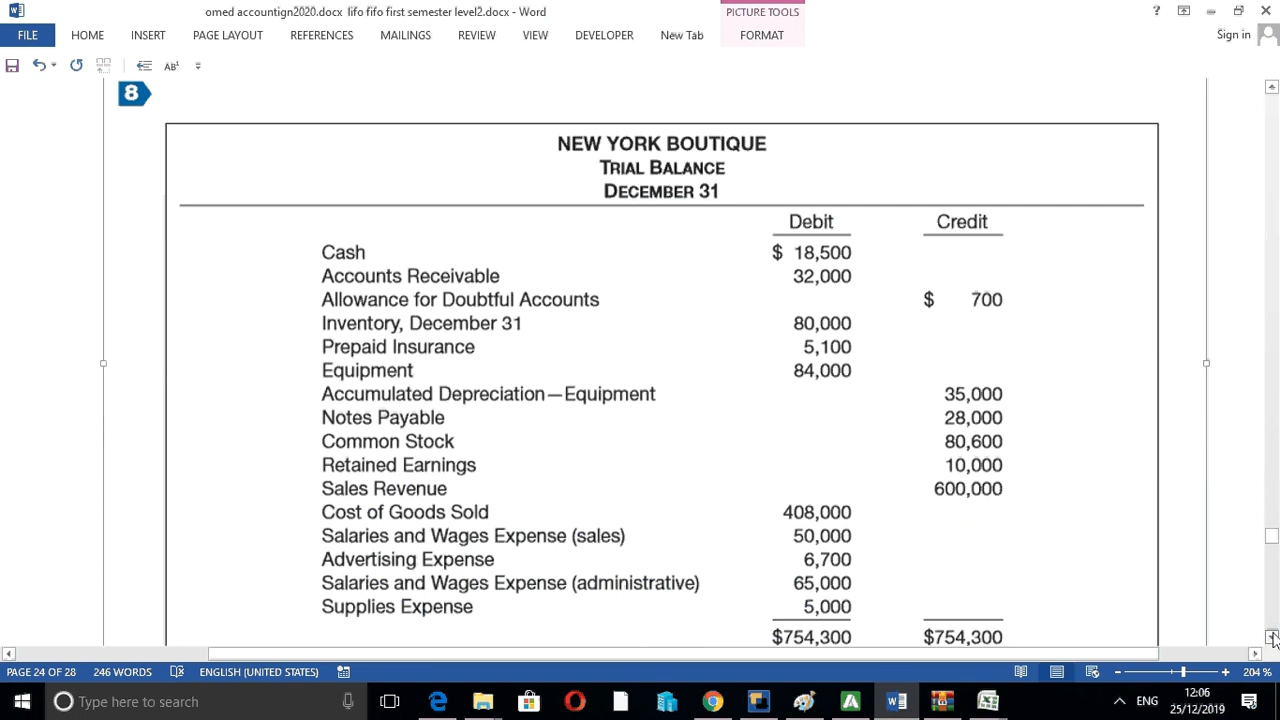 omed accountign2020.docx lifo fifo first semester level2.docx - Word
PICTURE TOOLS
FILE HOME INSERT PAGE LAYOUT REFERENCES MAILINGS REVIEW VIEW DEVELOPER New Tab FORMAT Sign in
8
NEW YORK BOUTIQUE
TRIAL BALANCE
DECEMBER 31
Debit Credit
Cash $ 18,500
Accounts Receivable 32,000
Allowance for Doubtful Accounts $ 700
Inventory, December 31 80,000
Prepaid Insurance 5,100
Equipment 84,000
Accumulated Depreciation—Equipment 35,000
Notes Payable 28,000
Common Stock 80,600
Retained Earnings 10,000
Sales Revenue 600,000
Cost of Goods Sold 408,000
Salaries and Wages Expense (sales) 50,000
Advertising Expense 6,700
Salaries and Wages Expense (administrative) 65,000
Supplies Expense 5,000
$754,300 $754,300
PAGE 24 OF 28 246 WORDS ENGLISH (UNITED STATES) 204 %
Type here to search ENG 12:06
25/12/2019